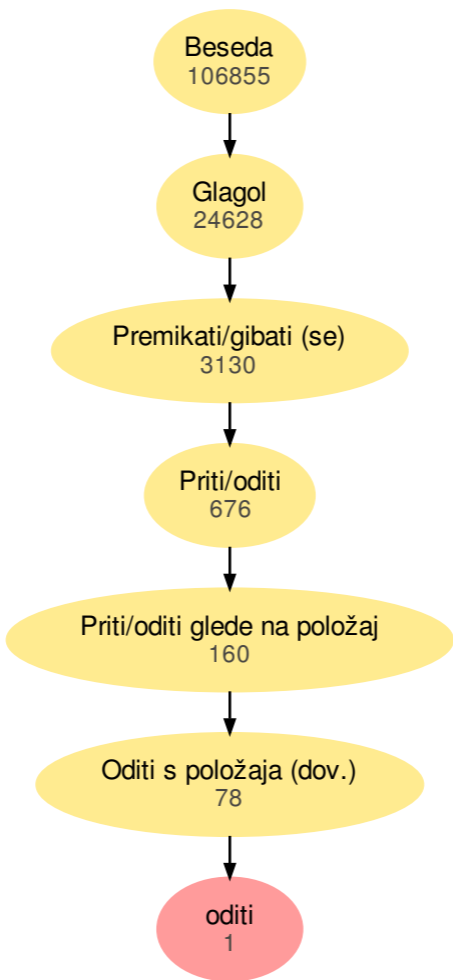 Beseda
106855
Glagol
24628
Premikati/gibati (se)
3130
Priti/oditi
676
Priti/oditi glede na položaj
160
Oditi s položaja (dov.)
78
oditi
1